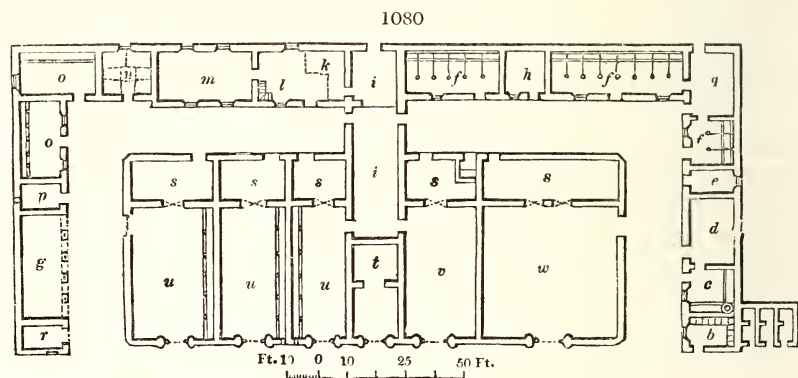 1080
o n m l k i f h f q
o f
p s s s i s s e
g d
u u u t v w c
r b
Ft. 10 0 10 25 50 Ft.